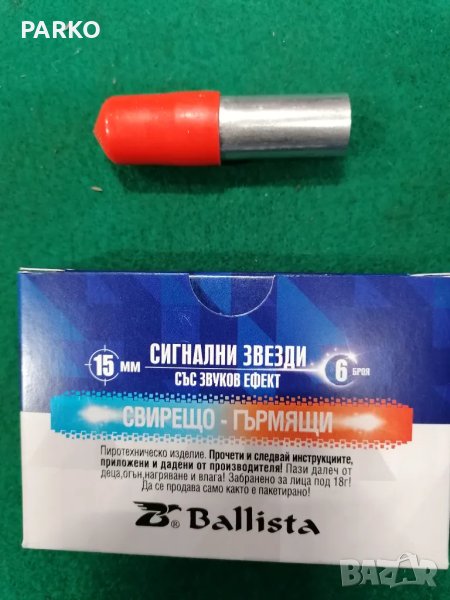 PARKO
15 мм
СИГНАЛНИ ЗВЕЗДИ
СЪС ЗВУКОВ ЕФЕКТ
6 БРОЯ
СВИРЕЩО - ГЪРМЯЩИ
Пиротехническо изделие. Прочети и следвай инструкциите,
приложени и дадени от производителя! Пази далеч от
деца,огън,нагряване и влага! Забранено за лица под 18г!
Да се продава само както е пакетирано!
® Ballista
BAZAR